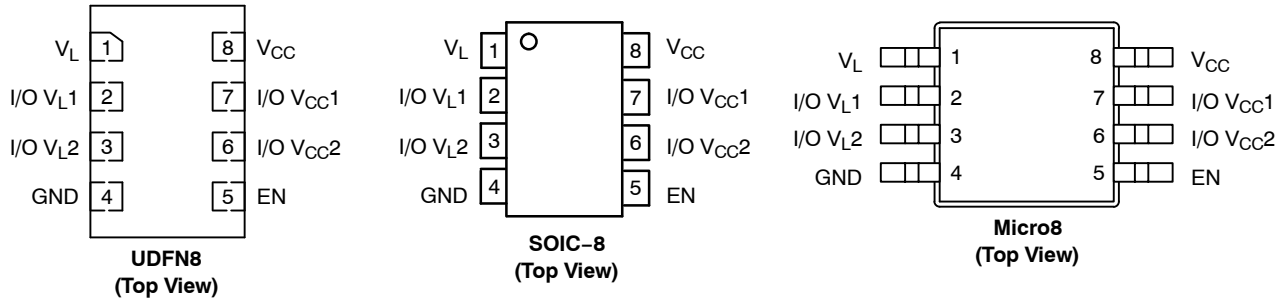 V_L 1 8 V_CC
I/O V_L1 2 7 I/O V_CC1
I/O V_L2 3 6 I/O V_CC2
GND 4 5 EN
UDFN8
(Top View)
V_L 1 8 V_CC
I/O V_L1 2 7 I/O V_CC1
I/O V_L2 3 6 I/O V_CC2
GND 4 5 EN
SOIC−8
(Top View)
V_L 1 8 V_CC
I/O V_L1 2 7 I/O V_CC1
I/O V_L2 3 6 I/O V_CC2
GND 4 5 EN
Micro8
(Top View)